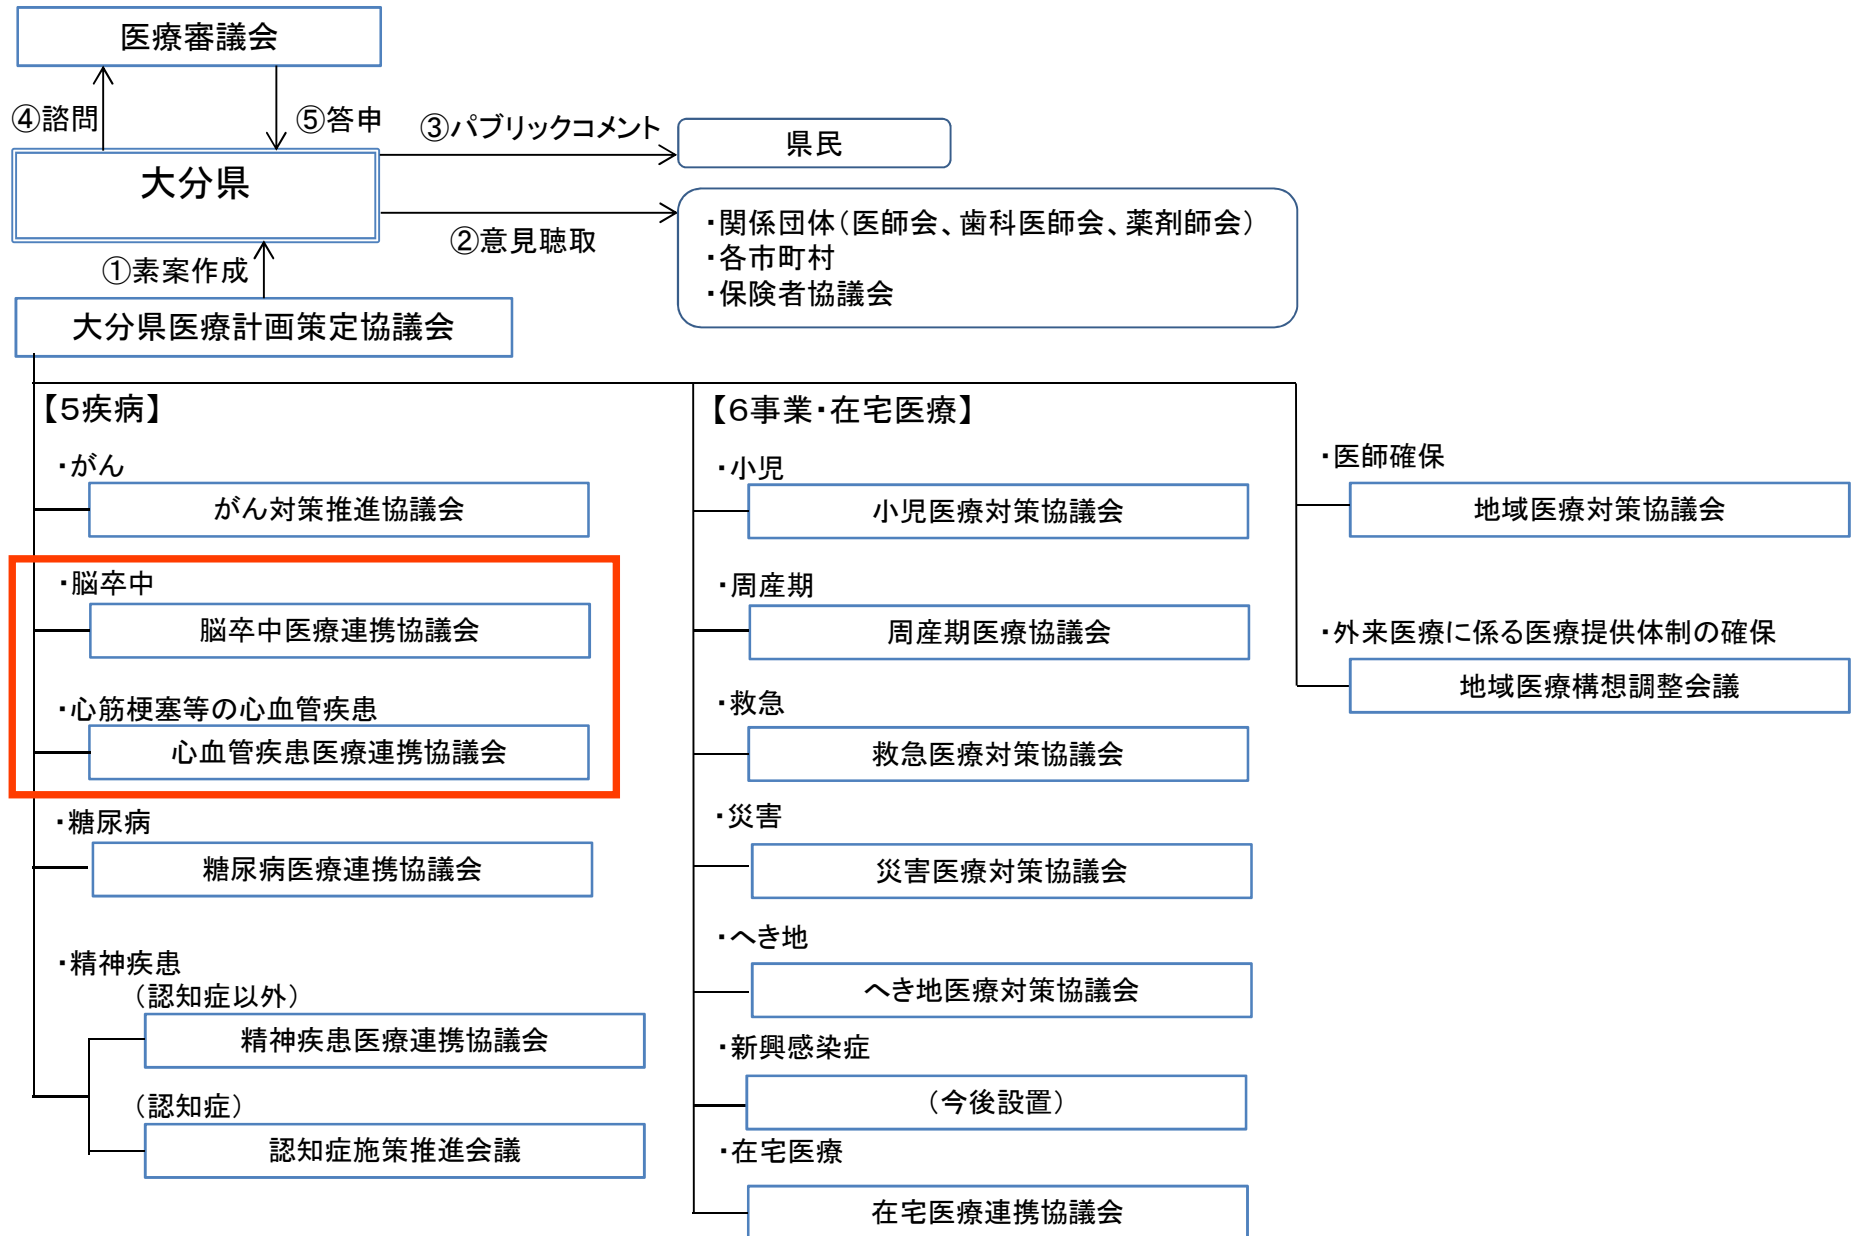 医療審議会
④諮問
⑤答申
③パブリックコメント
県民
大分県
②意見聴取
・関係団体（医師会、歯科医師会、薬剤師会）
・各市町村
・保険者協議会
①素案作成
大分県医療計画策定協議会
【５疾病】
・がん
がん対策推進協議会
・脳卒中
脳卒中医療連携協議会
・心筋梗塞等の心血管疾患
心血管疾患医療連携協議会
・糖尿病
糖尿病医療連携協議会
・精神疾患
（認知症以外）
精神疾患医療連携協議会
（認知症）
認知症施策推進会議
【６事業・在宅医療】
・小児
小児医療対策協議会
・周産期
周産期医療協議会
・救急
救急医療対策協議会
・災害
災害医療対策協議会
・へき地
へき地医療対策協議会
・新興感染症
（今後設置）
・在宅医療
在宅医療連携協議会
・医師確保
地域医療対策協議会
・外来医療に係る医療提供体制の確保
地域医療構想調整会議